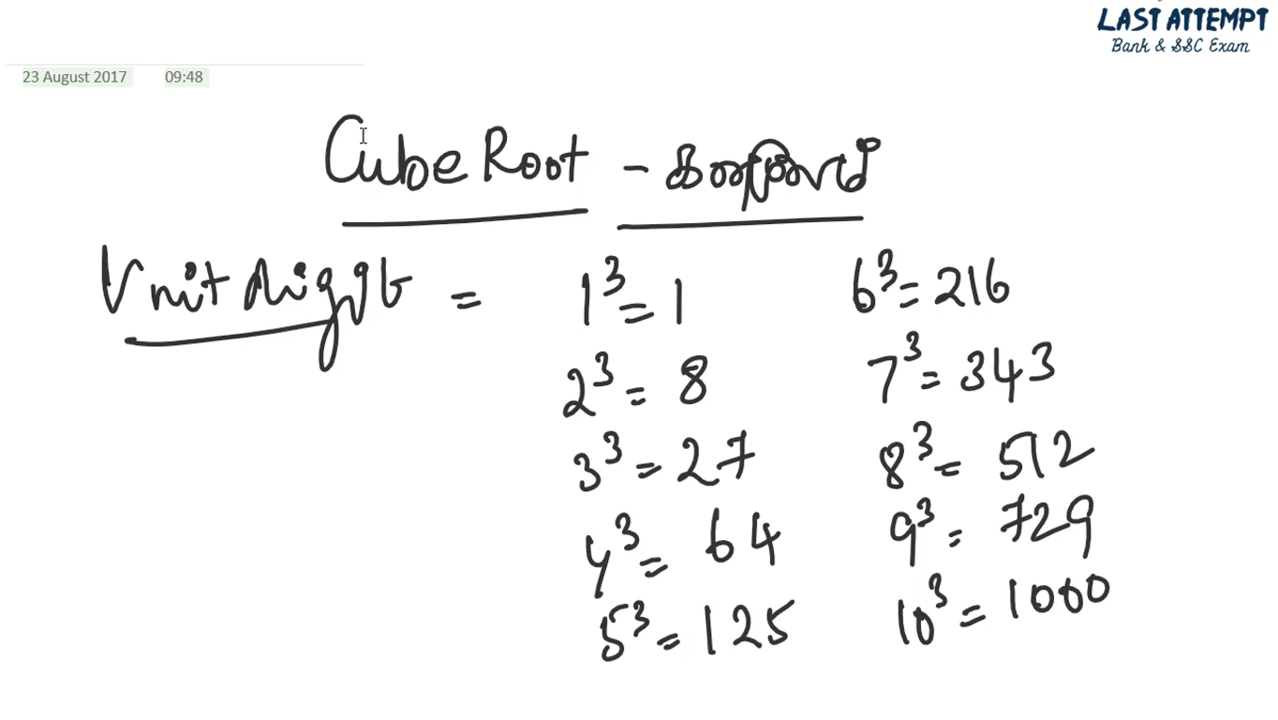 LAST ATTEMPT
Bank & SSC Exam
23 August 2017 09:48
Cube Root -
Unit digit = 1³ = 1 6³ = 216
2³ = 8 7³ = 343
3³ = 27 8³ = 512
4³ = 64 9³ = 729
5³ = 125 10³ = 1000